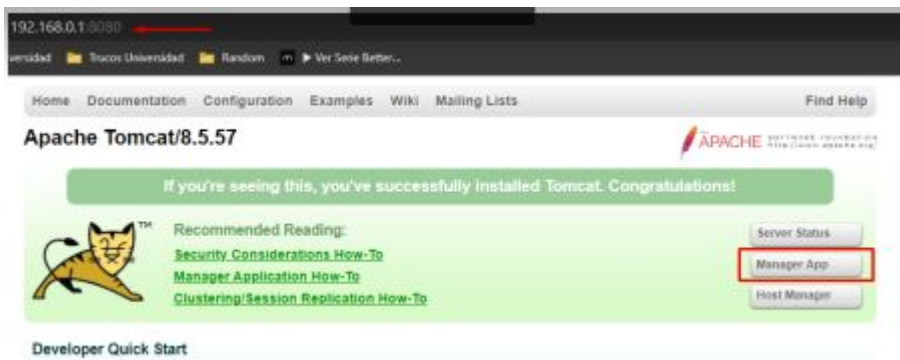 192.168.0.1:8080
Trucos Universidad Random m ▶ Ver Serie Better...
Home Documentation Configuration Examples Wiki Mailing Lists Find Help
Apache Tomcat/8.5.57
APACHE
If you're seeing this, you've successfully installed Tomcat. Congratulations!
TM
Recommended Reading:
Security Considerations How-To
Manager Application How-To
Clustering/Session Replication How-To
Server Status
Manager App
Host Manager
Developer Quick Start